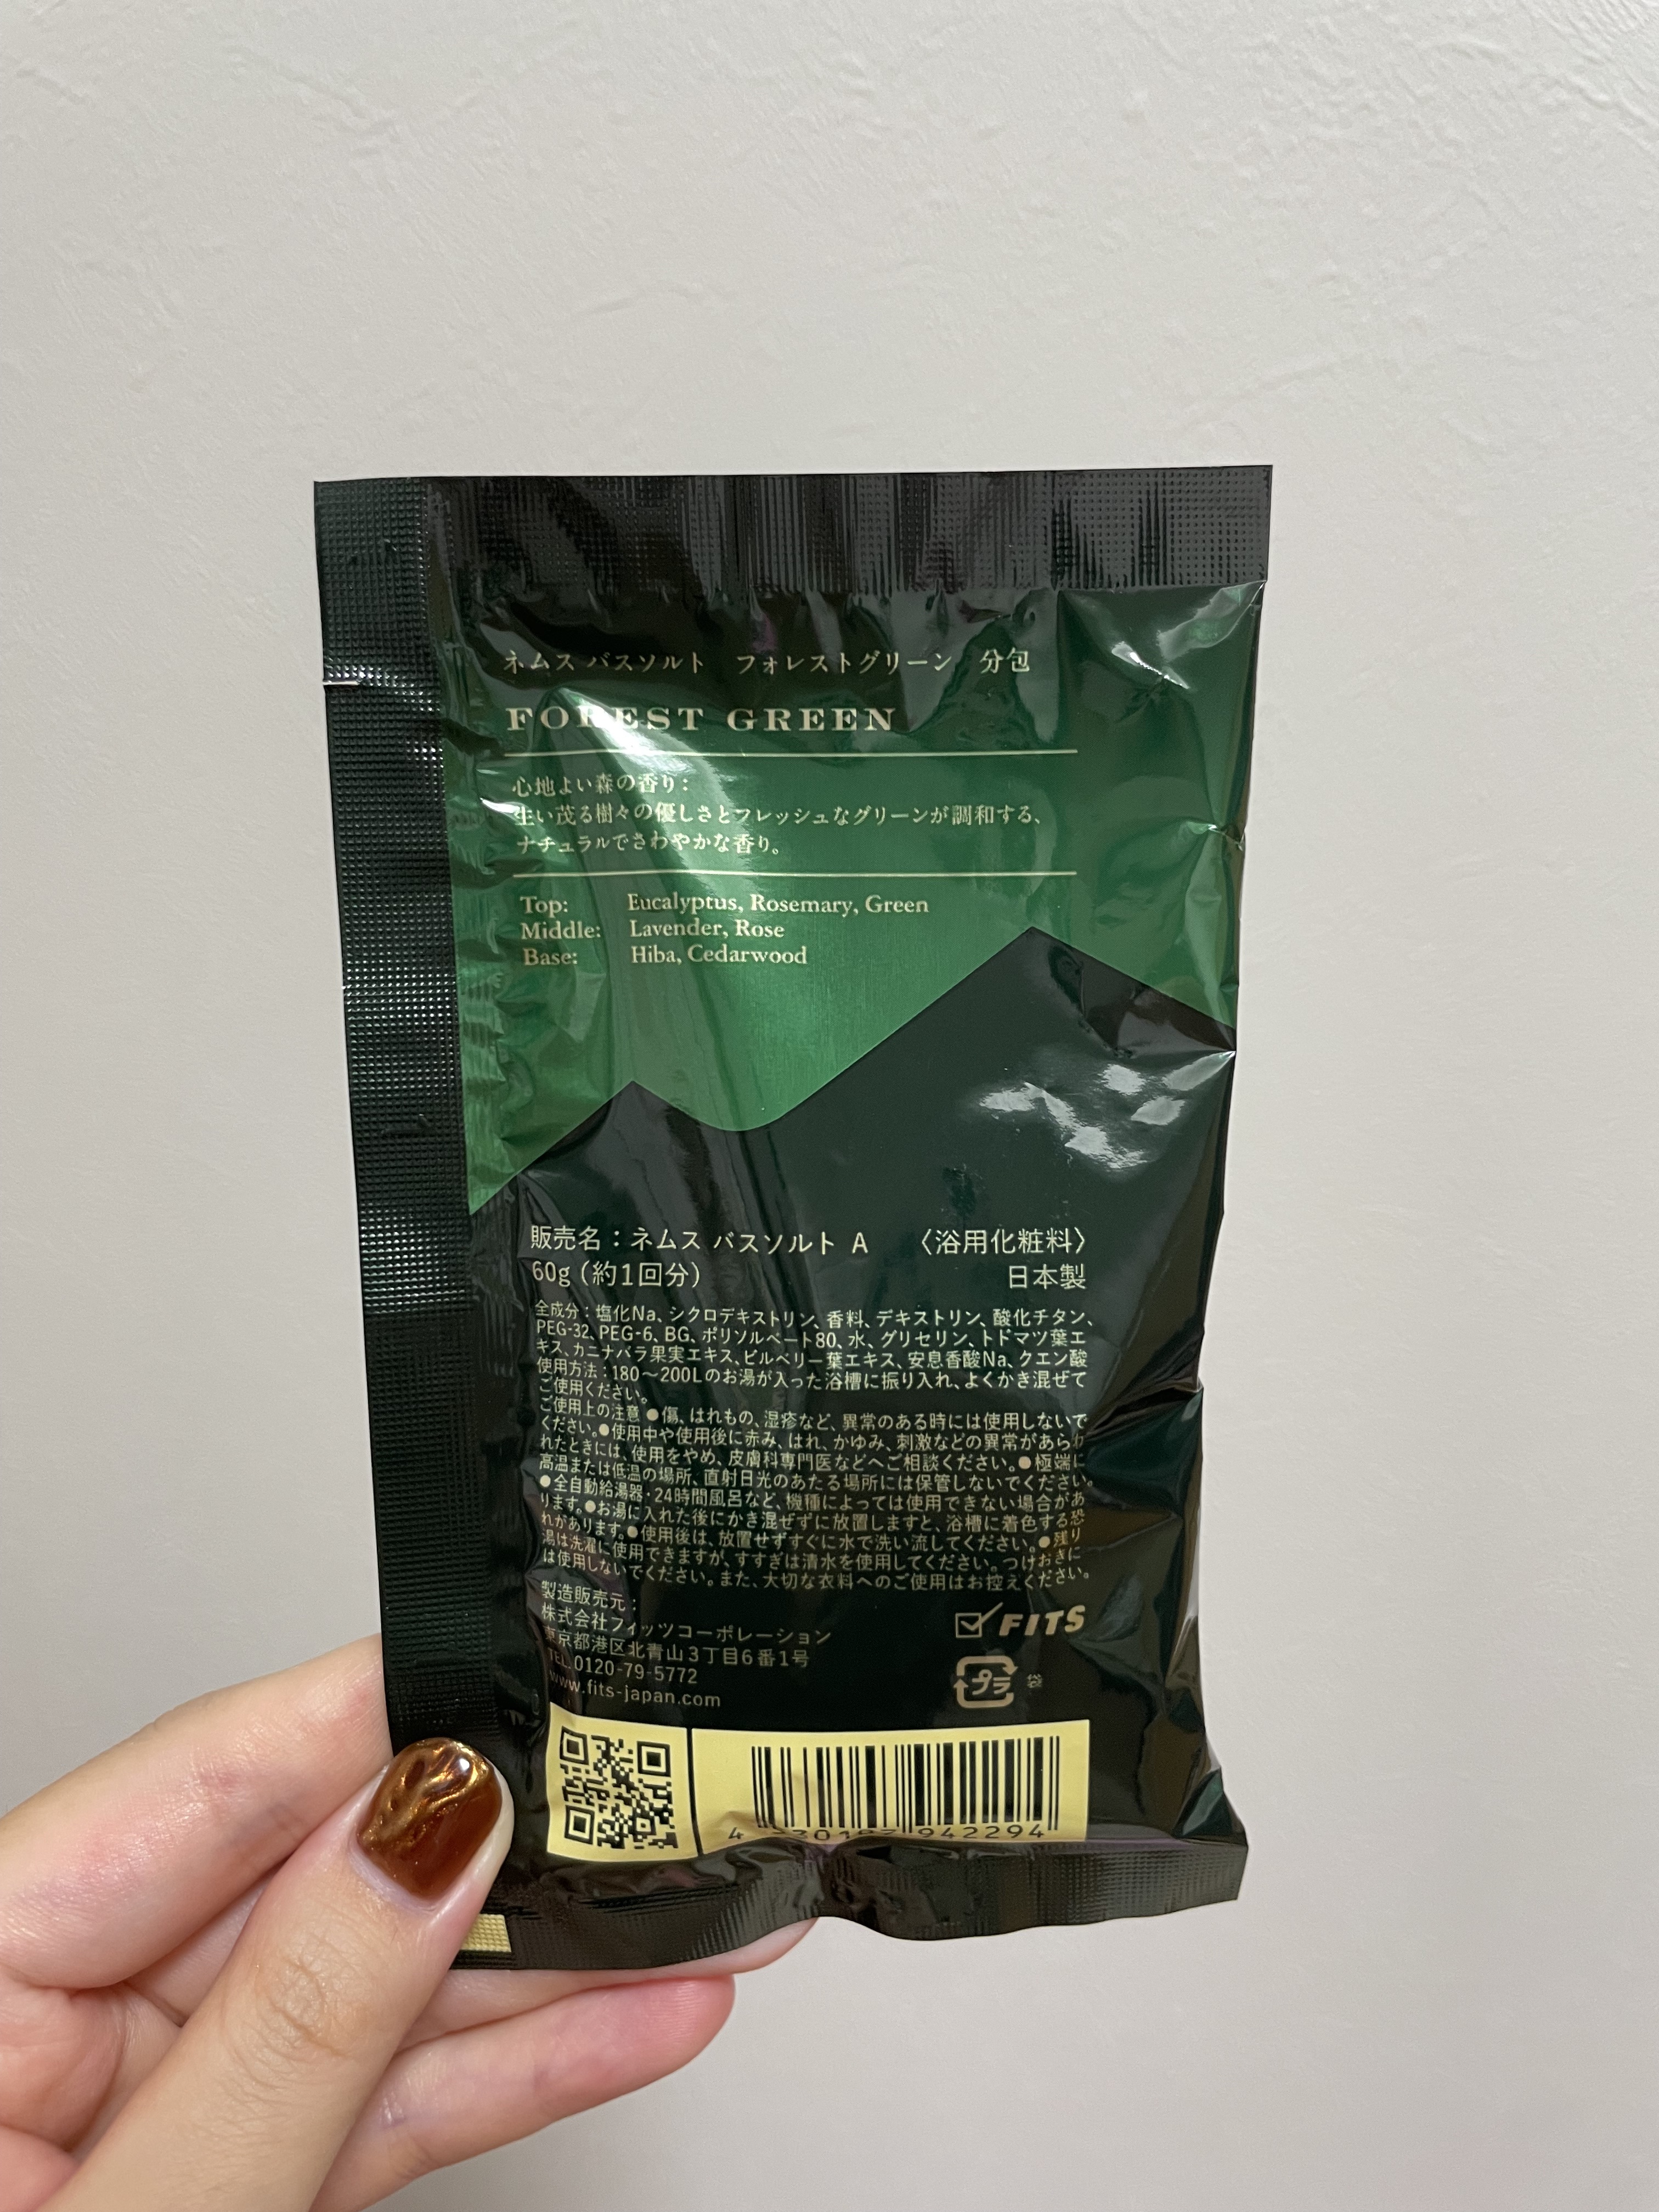 ネムス バスソルト フォレストグリーン 分包
FOREST GREEN
心地よい森の香り：
生い茂る樹々の優しさとフレッシュなグリーンが調和する、
ナチュラルでさわやかな香り。
Top: Eucalyptus, Rosemary, Green
Middle: Lavender, Rose
Base: Hiba, Cedarwood
販売名：ネムス バスソルト A 〈浴用化粧料〉
60g（約1回分） 日本製
全成分：塩化Na、シクロデキストリン、香料、デキストリン、酸化チタン、
PEG-32、PEG-6、BG、ポリソルベート80、水、グリセリン、トドマツ葉エ
キス、カニナバラ果実エキス、ビルベリー葉エキス、安息香酸Na、クエン酸
使用方法：180～200Lのお湯が入った浴槽に振り入れ、よくかき混ぜて
ご使用ください。
ご使用上の注意 ●傷、はれもの、湿疹など、異常のある時には使用しないで
ください。●使用中や使用後に赤み、はれ、かゆみ、刺激などの異常があらわ
れたときには、使用をやめ、皮膚科専門医などへご相談ください。●極端に
高温または低温の場所、直射日光のあたる場所には保管しないでください。
●全自動給湯器・24時間風呂など、機種によっては使用できない場合があ
ります。●お湯に入れた後にかき混ぜずに放置しますと、浴槽に着色する恐
れがあります。●使用後は、放置せずすぐに水で洗い流してください。●残り
湯は洗濯に使用できますが、すすぎは清水を使用してください。つけおきに
は使用しないでください。また、大切な衣料へのご使用はお控えください。
製造販売元：
株式会社フィッツコーポレーション
東京都港区北青山3丁目6番1号
TEL.0120-79-5772
www.fits-japan.com
FITS
プラ 袋
4 942294